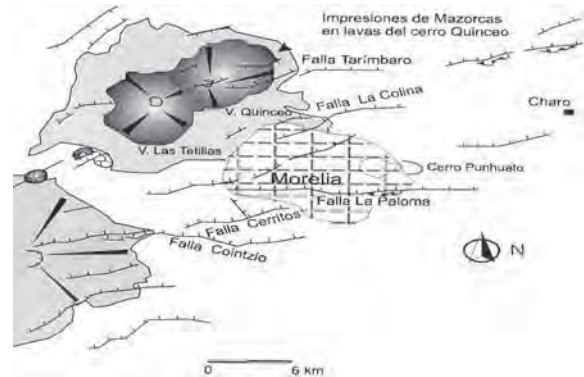 Impresiones de Mazorcas
en lavas del cerro Quinceo
Falla Tarímbaro
Falla La Colina
Charo
V. Quinceo
V. Las Tetillas
Cerro Punhuato
Morelia
Falla La Paloma
Falla Cerritos
Falla Cointzio
N
0 6 km